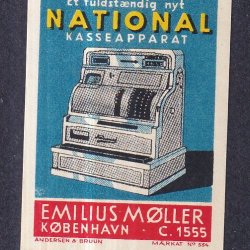 Et fuldstændig nyt
NATIONAL
KASSEAPPARAT
EMILIUS MØLLER
KØBENHAVN · C. 1555
ANDERSEN & BRUUN MÆRKAT Nº 554